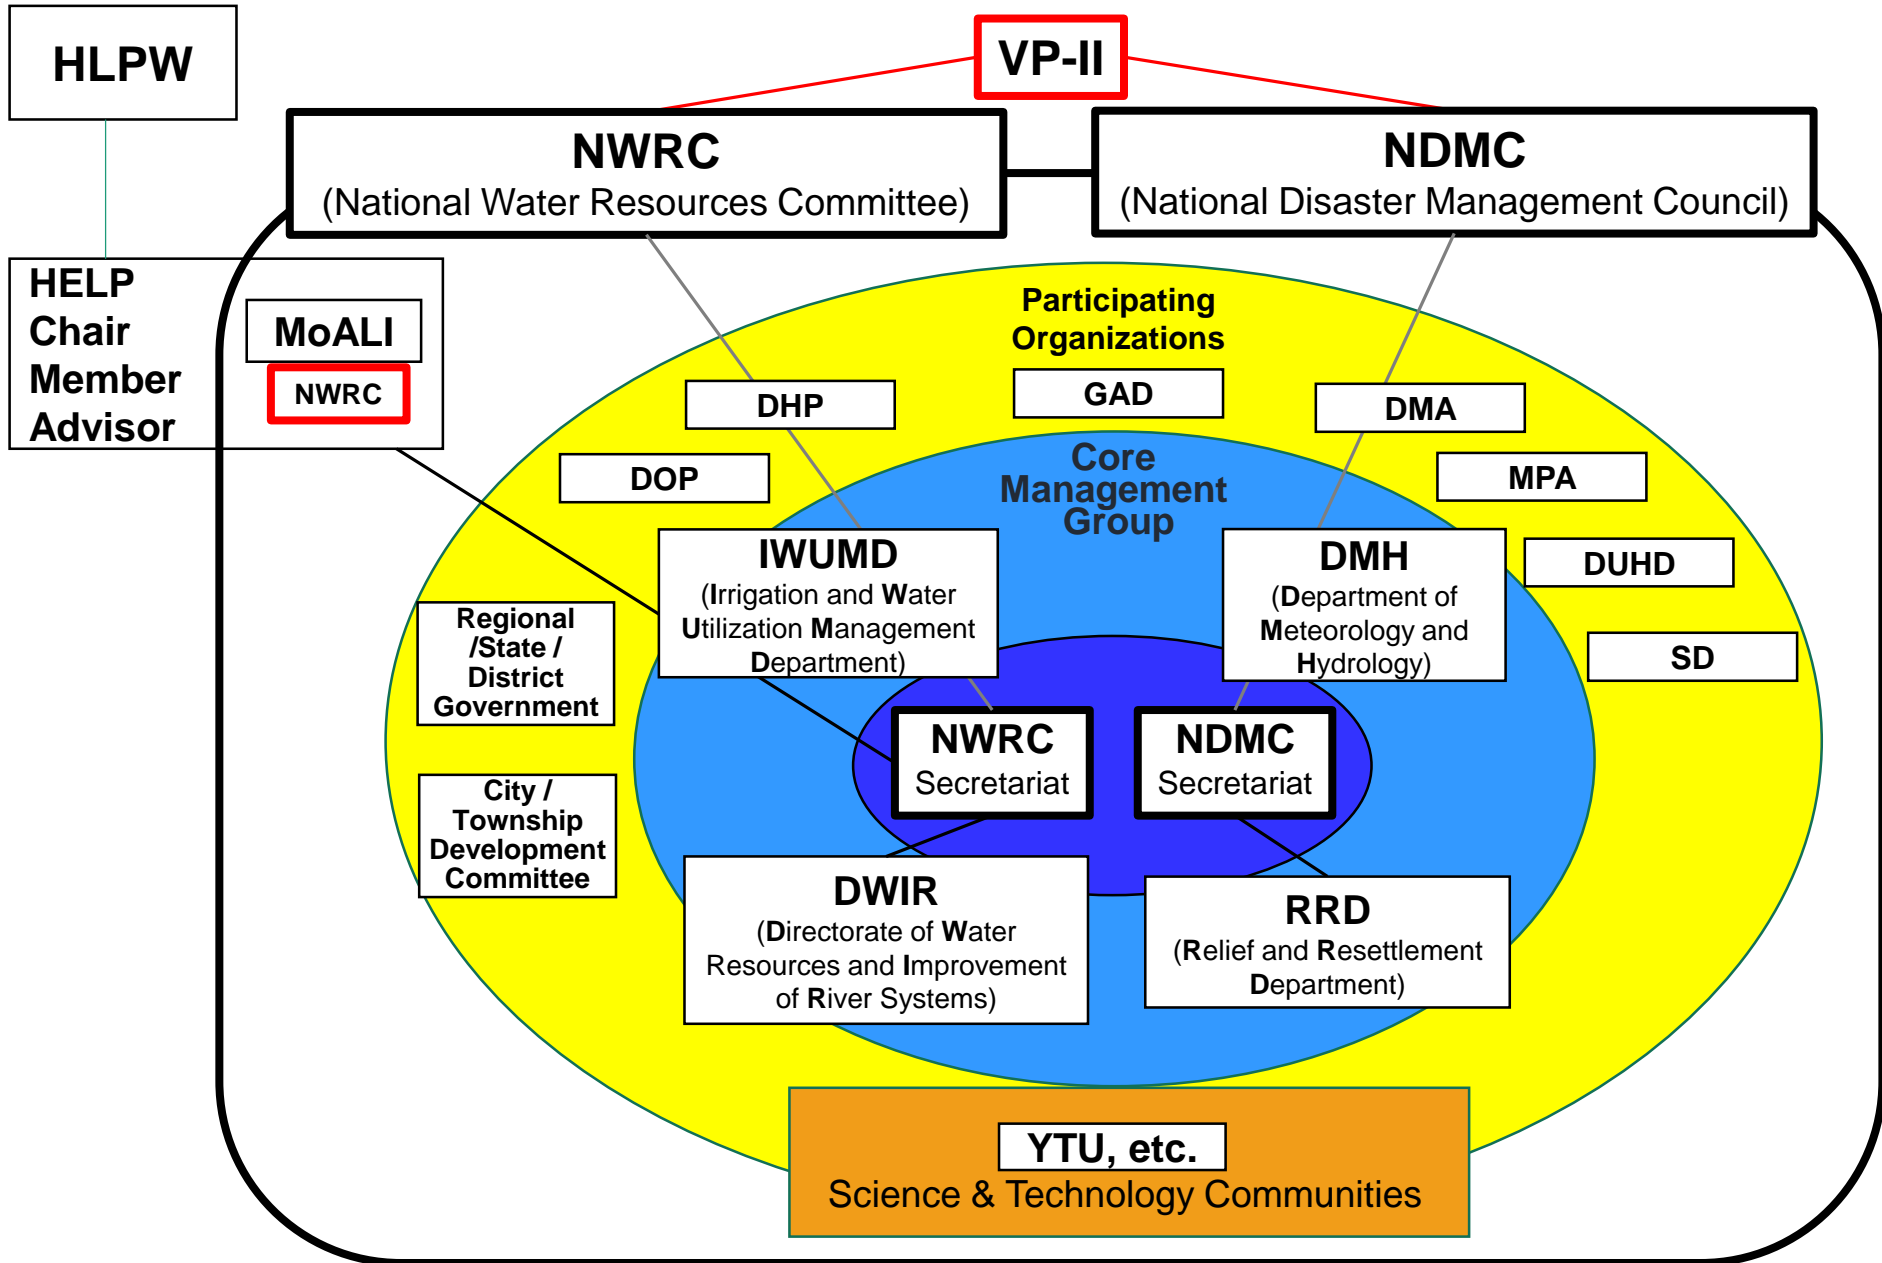 HLPW
VP-II
NWRC
(National Water Resources Committee)
NDMC
(National Disaster Management Council)
HELP
Chair
Member
Advisor
MoALI
NWRC
Participating
Organizations
DHP
GAD
DMA
DOP
MPA
Core
Management
Group
IWUMD
(Irrigation and Water
Utilization Management
Department)
DMH
(Department of
Meteorology and
Hydrology)
DUHD
SD
Regional
/State /
District
Government
NWRC
Secretariat
NDMC
Secretariat
City /
Township
Development
Committee
DWIR
(Directorate of Water
Resources and Improvement
of River Systems)
RRD
(Relief and Resettlement
Department)
YTU, etc.
Science & Technology Communities